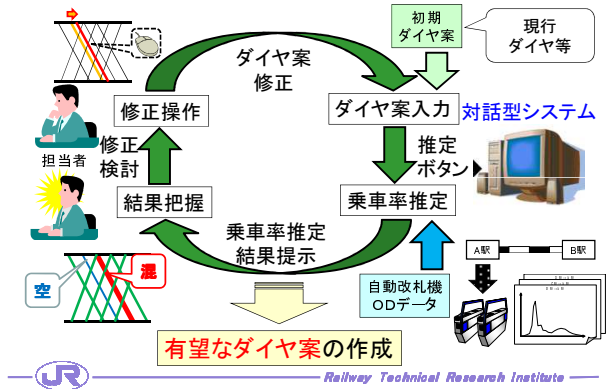 初期
ダイヤ案
現行
ダイヤ等
ダイヤ案
修正
修正操作
ダイヤ案入力
対話型システム
担当者
修正
検討
推定
ボタン
結果把握
乗車率推定
乗車率推定
結果提示
空
混
自動改札機
ODデータ
A駅
B駅
有望なダイヤ案の作成
JR
Railway Technical Research Institute